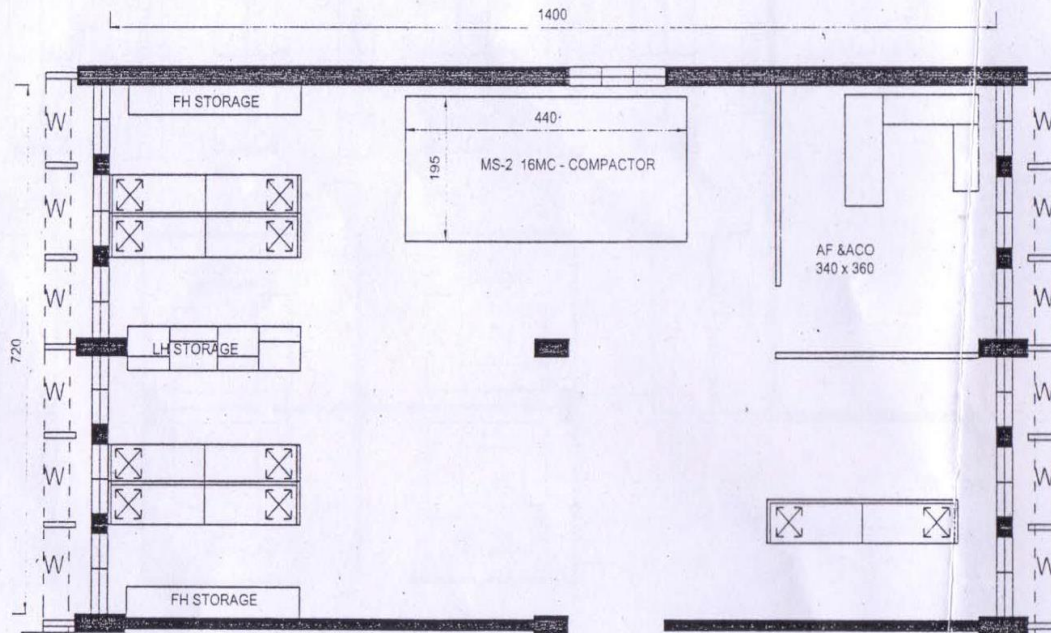 1400
FH STORAGE
440
195
MS-2 16MC - COMPACTOR
W
W
W
W
W
W
AF &ACO
340 x 360
W
W
W
W
W
W
720
LH STORAGE
FH STORAGE